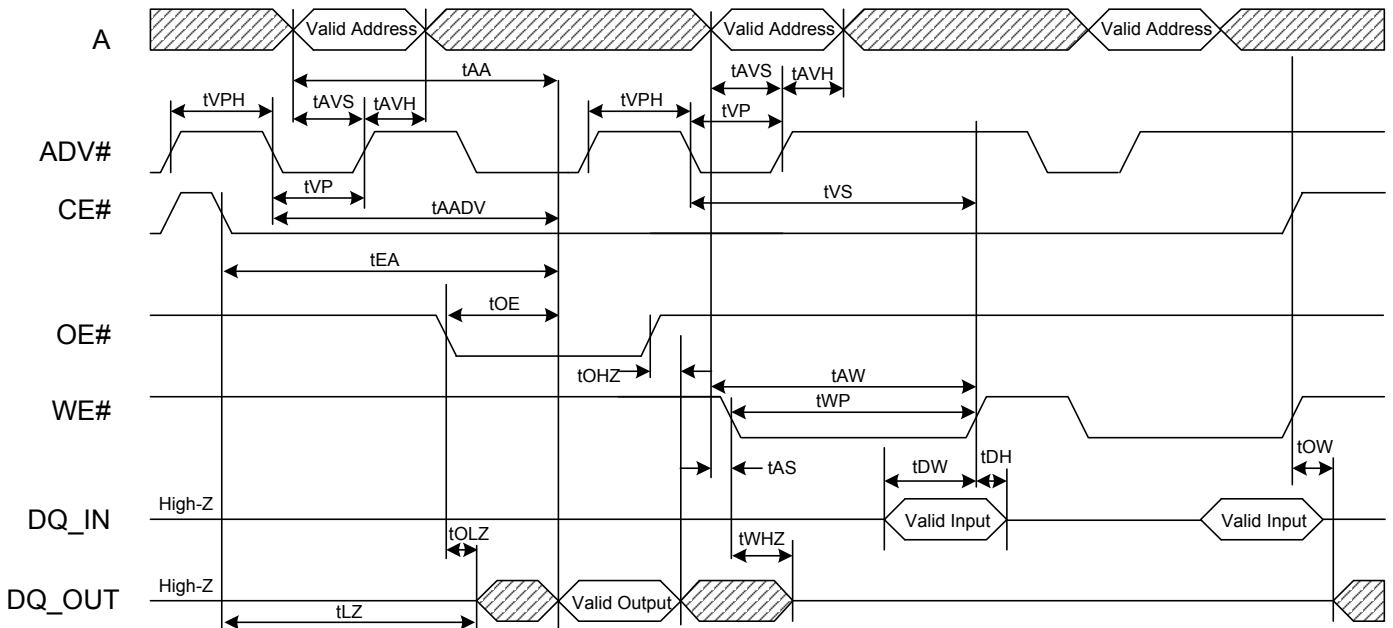 A
Valid Address
Valid Address
Valid Address
tAA
tAVS
tAVH
tVPH
tAVS
tAVH
tVPH
tVP
ADV#
tVP
tVS
CE#
tAADV
tEA
tOE
OE#
tOHZ
tAW
tWP
WE#
tAS
tDW
tDH
tOW
High-Z
DQ_IN
Valid Input
Valid Input
tOLZ
tWHZ
High-Z
DQ_OUT
Valid Output
tLZ